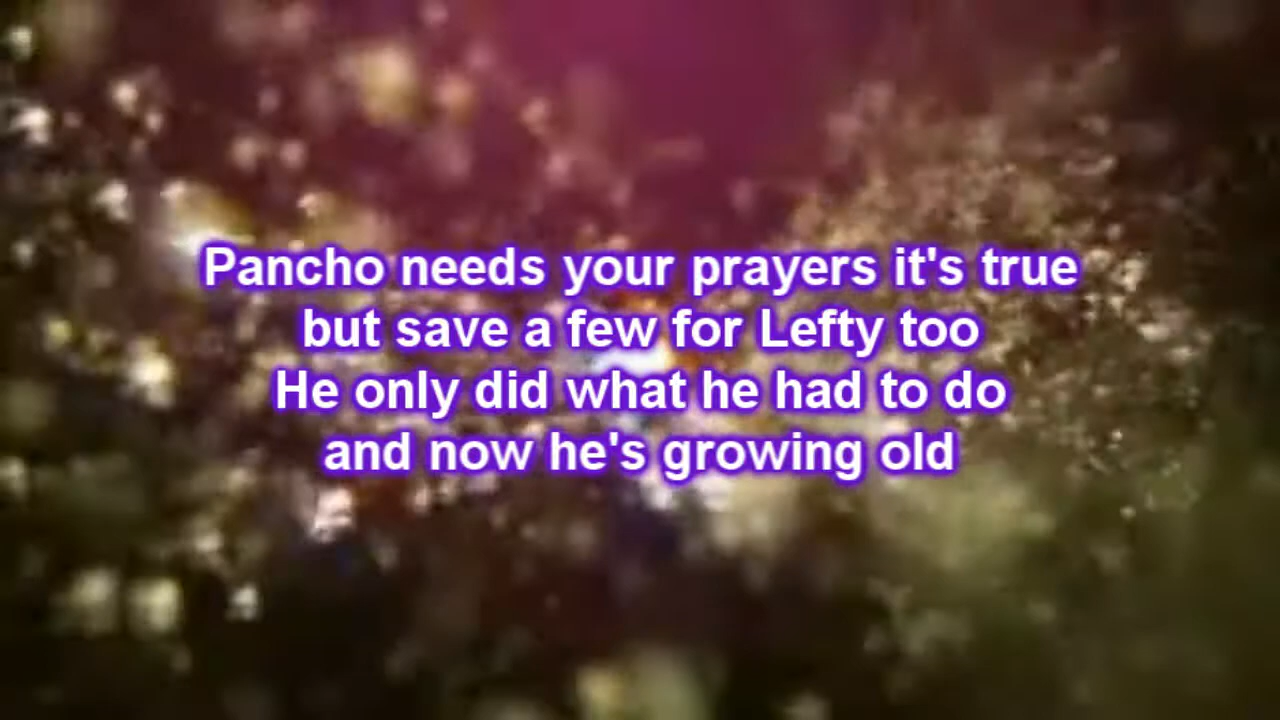 Pancho needs your prayers it's true
but save a few for Lefty too
He only did what he had to do
and now he's growing old